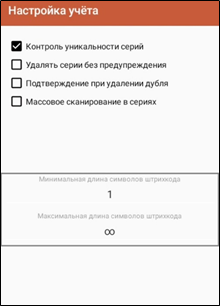 Настройка учёта
Контроль уникальности серий
Удалять серии без предупреждения
Подтверждение при удалении дубля
Массовое сканирование в сериях
Минимальная длина символов штрихкода
1
Максимальная длина символов штрихкода
∞